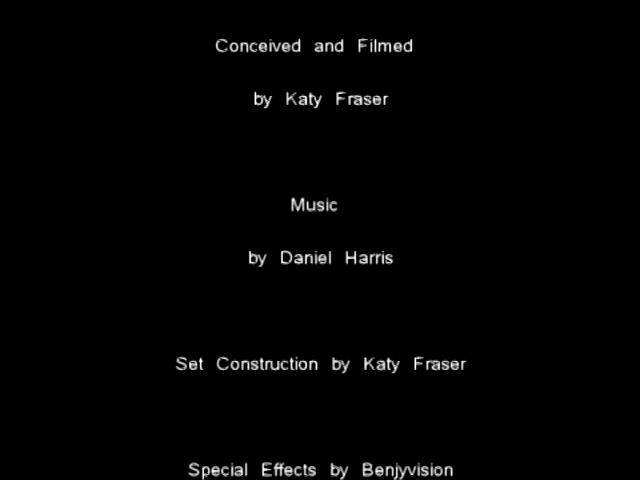 Conceived and Filmed
by Katy Fraser
Music
by Daniel Harris
Set Construction by Katy Fraser
Special Effects by Benjyvision